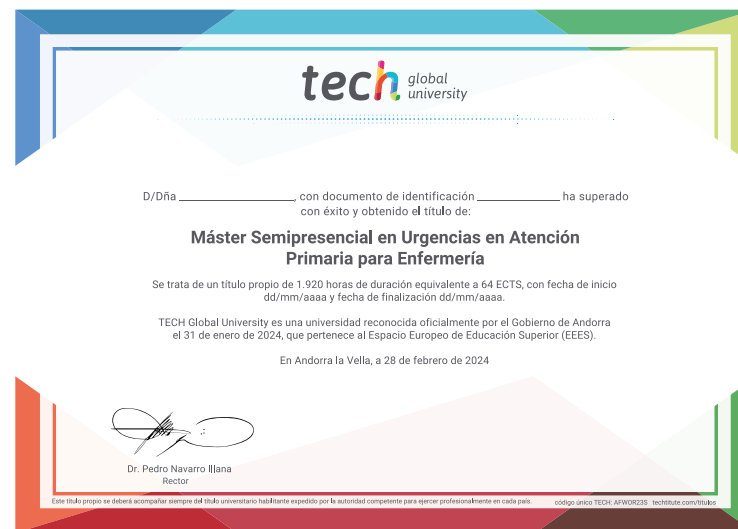 tech global university
D/Dña ____________, con documento de identificación ____________ ha superado
con éxito y obtenido el título de:
Máster Semipresencial en Urgencias en Atención
Primaria para Enfermería
Se trata de un título propio de 1.920 horas de duración equivalente a 64 ECTS, con fecha de inicio
dd/mm/aaaa y fecha de finalización dd/mm/aaaa.
TECH Global University es una universidad reconocida oficialmente por el Gobierno de Andorra
el 31 de enero de 2024, que pertenece al Espacio Europeo de Educación Superior (EEES).
En Andorra la Vella, a 28 de febrero de 2024
Dr. Pedro Navarro Illana
Rector
Este título propio se deberá acompañar siempre del título universitario habilitante expedido por la autoridad competente para ejercer profesionalmente en cada país.
código único TECH: AFWOR23S techtitute.com/titulos